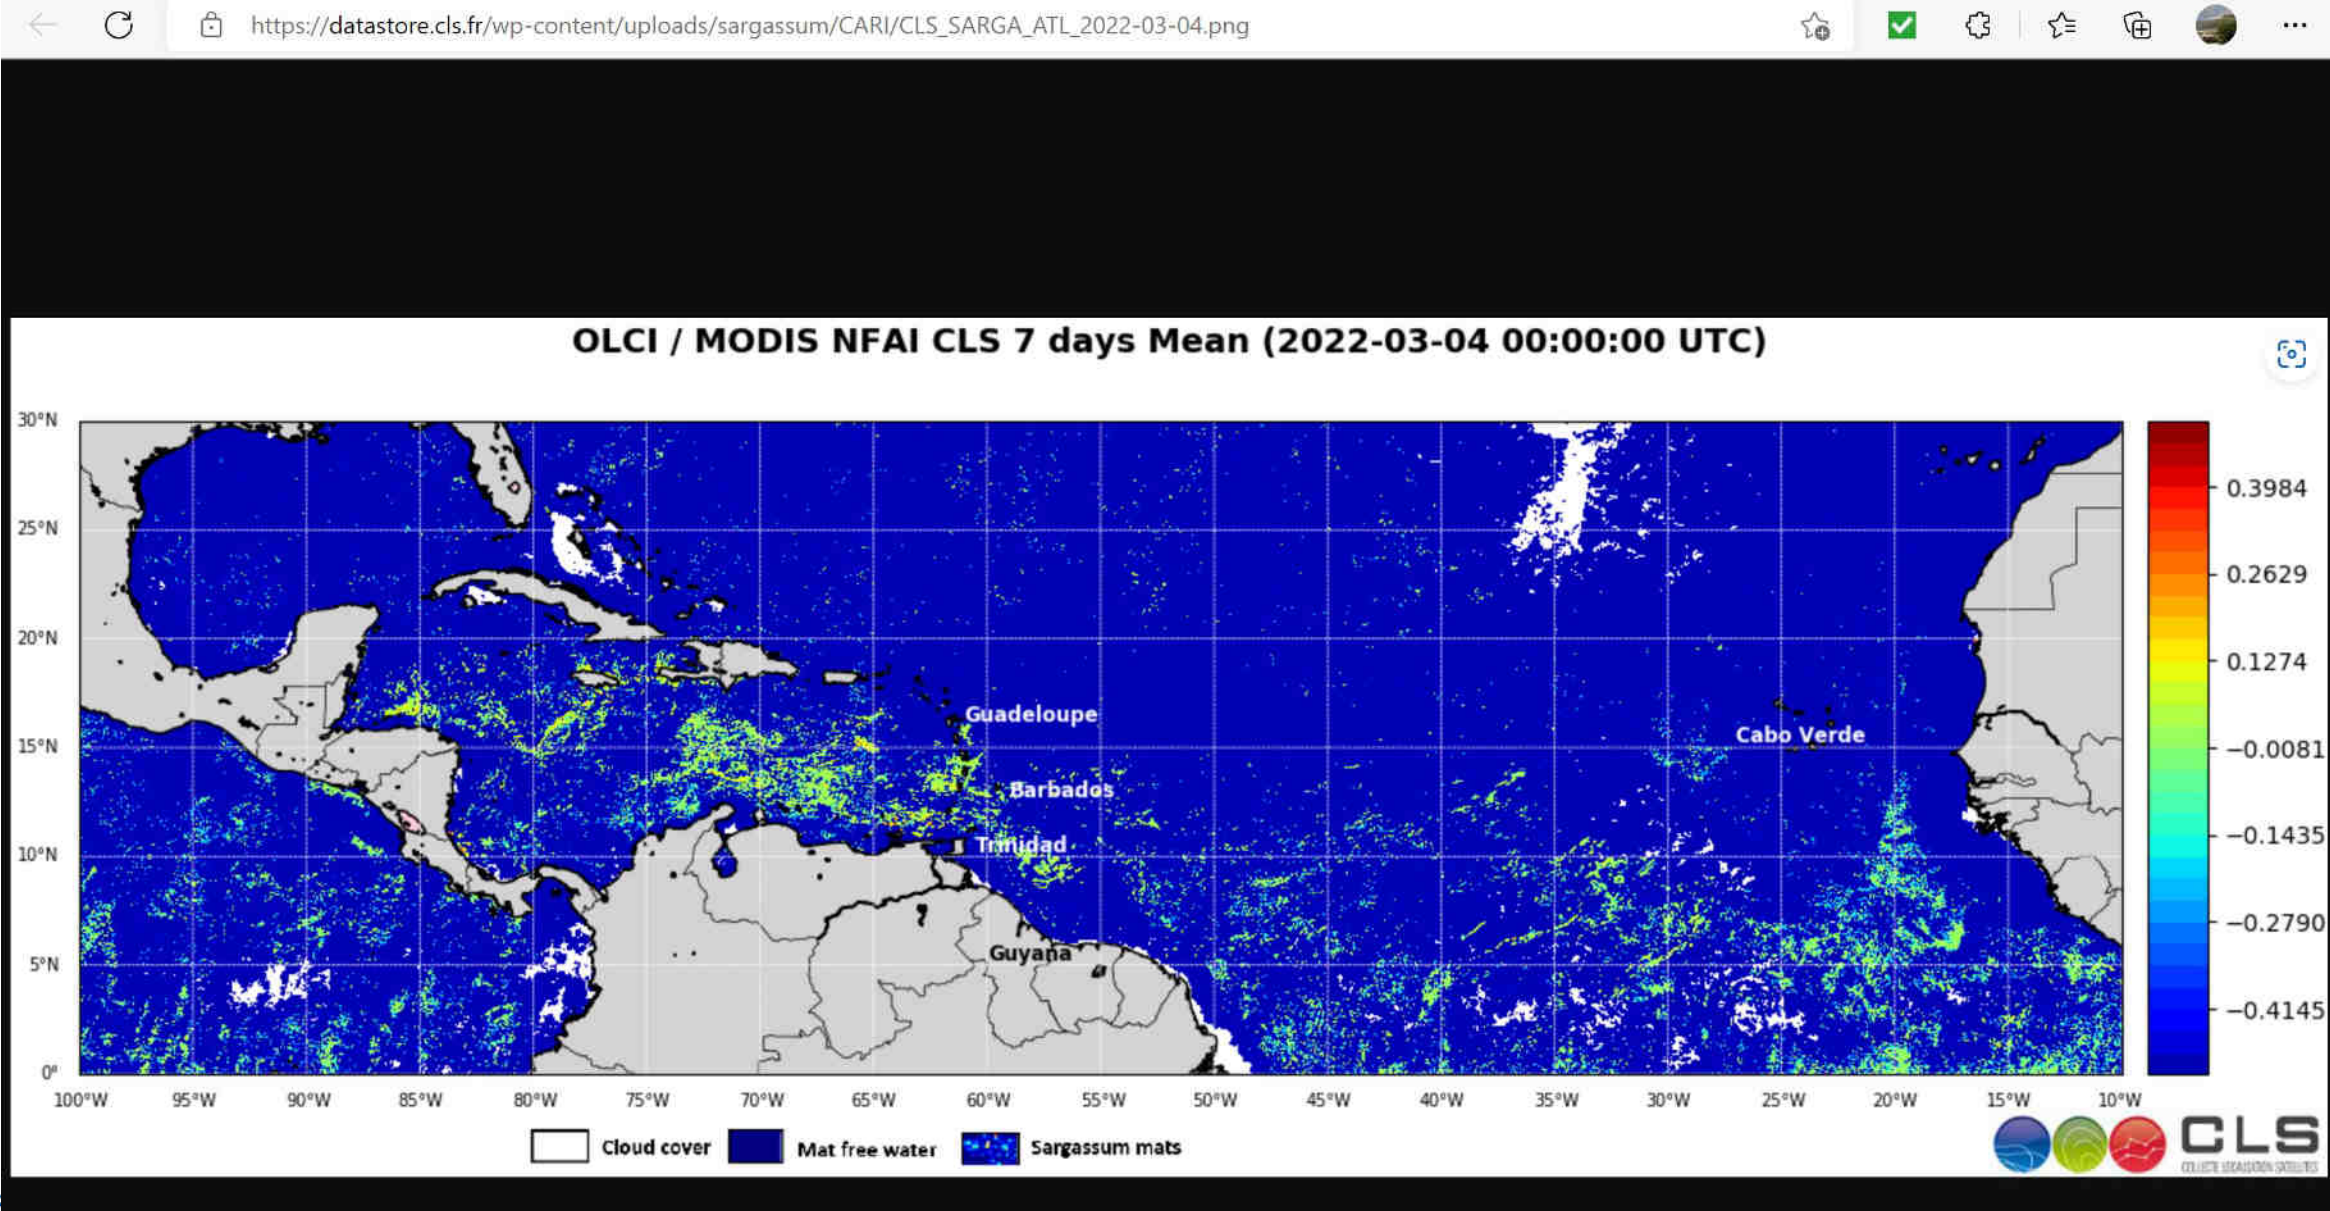 https://datastore.cls.fr/wp-content/uploads/sargassum/CARI/CLS_SARGA_ATL_2022-03-04.png
OLCI / MODIS NFAI CLS 7 days Mean (2022-03-04 00:00:00 UTC)
30°N
25°N
20°N
15°N
10°N
5°N
0°
Guadeloupe
Cabo Verde
Barbados
Trinidad
Guyana
0.3984
0.2629
0.1274
−0.0081
−0.1435
−0.2790
−0.4145
100°W 95°W 90°W 85°W 80°W 75°W 70°W 65°W 60°W 55°W 50°W 45°W 40°W 35°W 30°W 25°W 20°W 15°W 10°W
Cloud cover Mat free water Sargassum mats
CLS
COLLECTE LOCALISATION SATELLITES